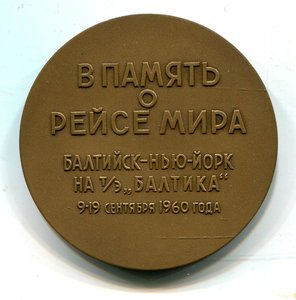 В ПАМЯТЬ
О
РЕЙСЕ МИРА
БАЛТИЙСК-НЬЮ-ЙОРК
НА Т/Э „БАЛТИКА“
9-19 СЕНТЯБРЯ 1960 ГОДА